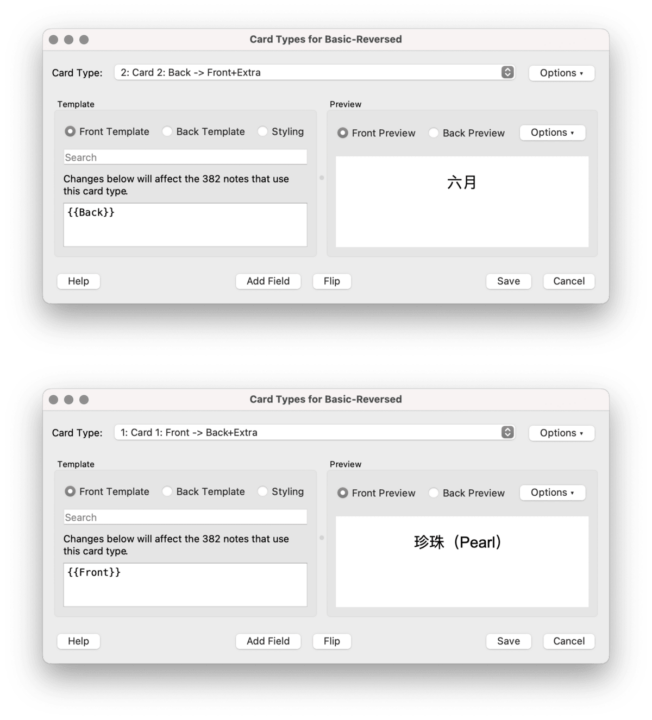 Card Types for Basic-Reversed
Card Type: 2: Card 2: Back -> Front+Extra Options
Template
Preview
Front Template Back Template Styling
Front Preview Back Preview Options
Search
Changes below will affect the 382 notes that use
this card type.
六月
{{Back}}
Help Add Field Flip Save Cancel
Card Types for Basic-Reversed
Card Type: 1: Card 1: Front -> Back+Extra Options
Template
Preview
Front Template Back Template Styling
Front Preview Back Preview Options
Search
Changes below will affect the 382 notes that use
this card type.
珍珠（Pearl）
{{Front}}
Help Add Field Flip Save Cancel